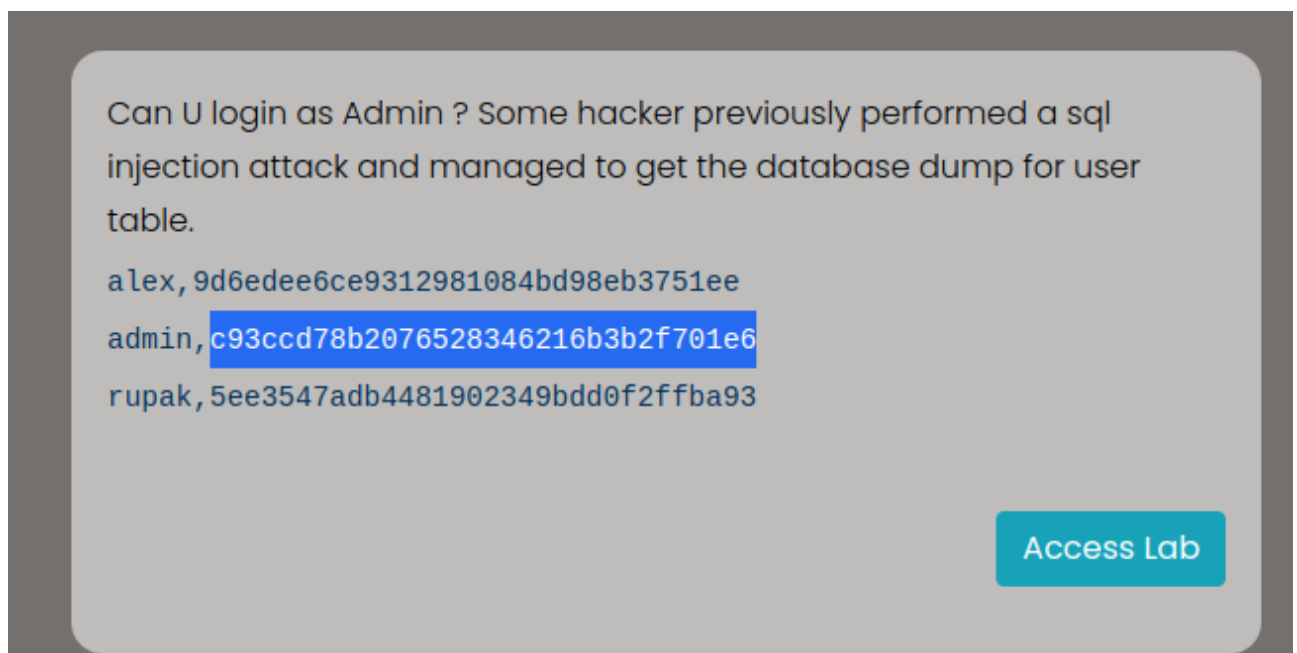 Can U login as Admin ? Some hacker previously performed a sql
injection attack and managed to get the database dump for user
table.
alex,9d6edee6ce9312981084bd98eb3751ee
admin,c93ccd78b2076528346216b3b2f701e6
rupak,5ee3547adb4481902349bdd0f2ffba93
Access Lab